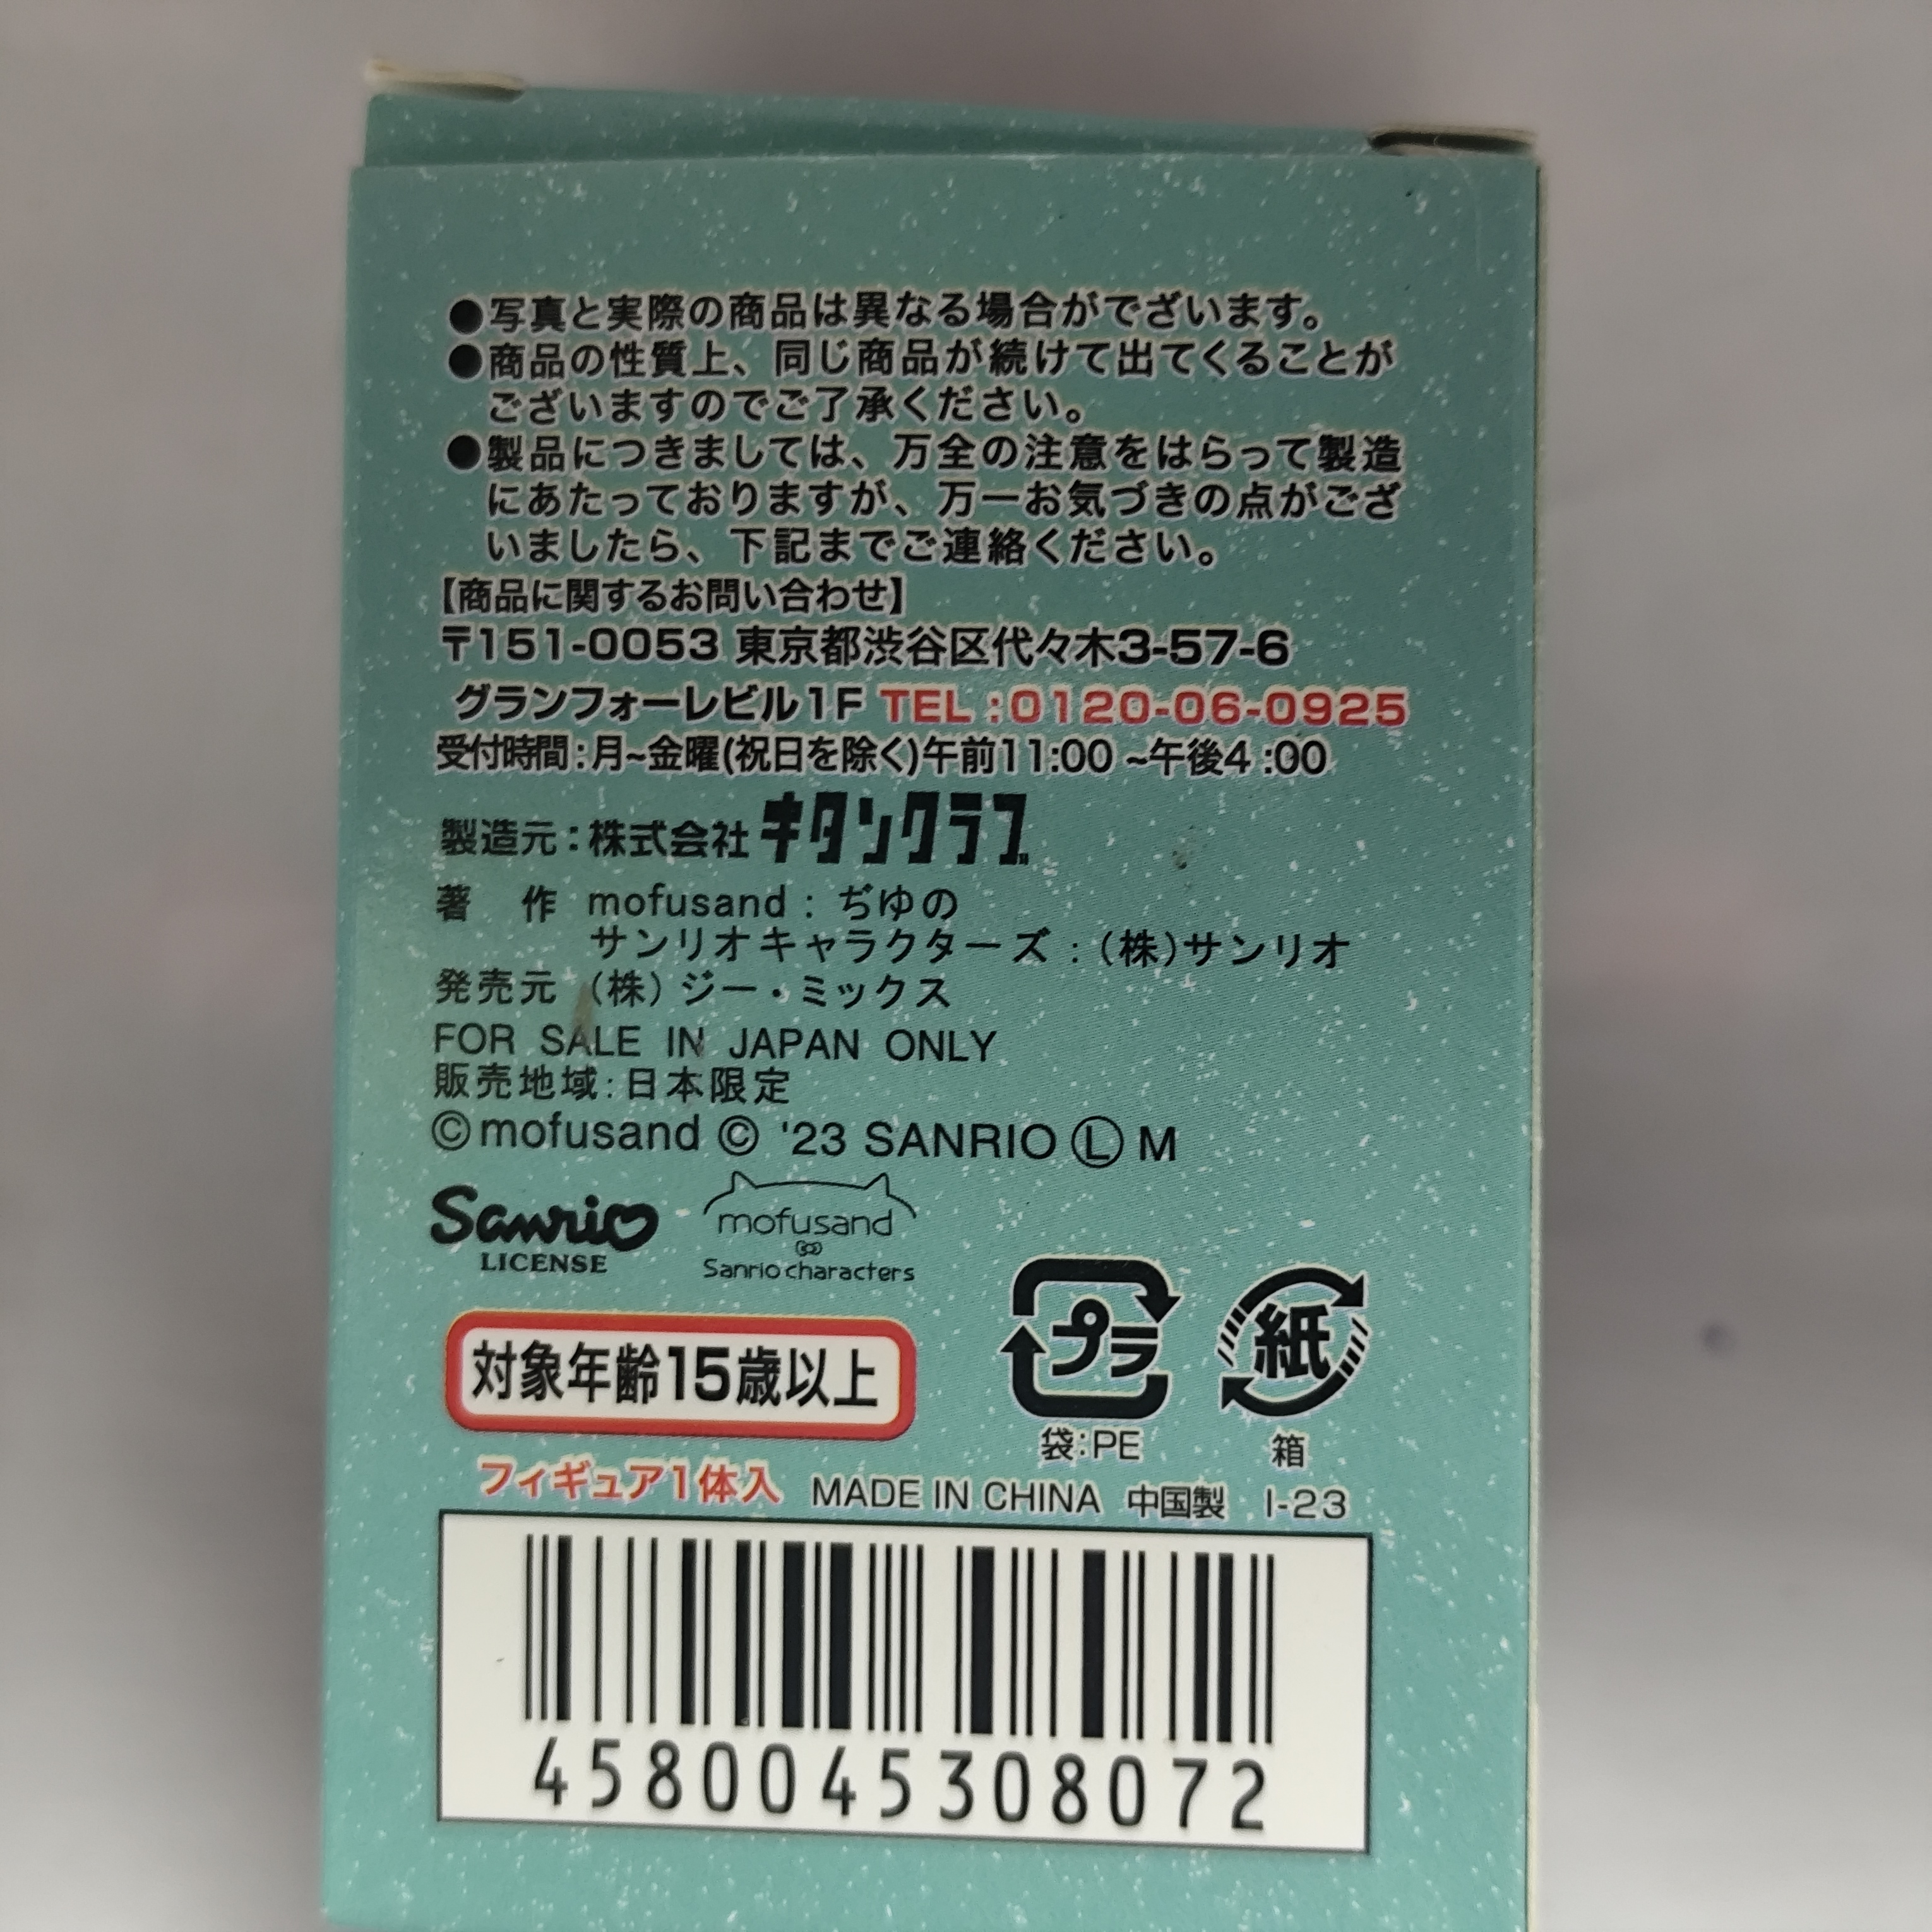 ●写真と実際の商品は異なる場合がでざいます。
●商品の性質上、同じ商品が続けて出てくることが
ございますのでご了承ください。
●製品につきましては、万全の注意をはらって製造
にあたっておりますが、万一お気づきの点がござ
いましたら、下記までご連絡ください。
【商品に関するお問い合わせ】
〒151-0053 東京都渋谷区代々木3-57-6
グランフォーレビル1F TEL:0120-06-0925
受付時間:月~金曜(祝日を除く)午前11:00 ~午後4:00
製造元:株式会社キタンクラブ
著 作 mofusand: ぢゆの
サンリオキャラクターズ:(株)サンリオ
発売元 (株)ジー・ミックス
FOR SALE IN JAPAN ONLY
販売地域:日本限定
©mofusand © '23 SANRIO Ⓛ M
Sanrio
LICENSE
mofusand
Sanrio characters
対象年齢15歳以上
プラ
袋:PE
紙
箱
フィギュア1体入 MADE IN CHINA 中国製 I-23
4580045308072